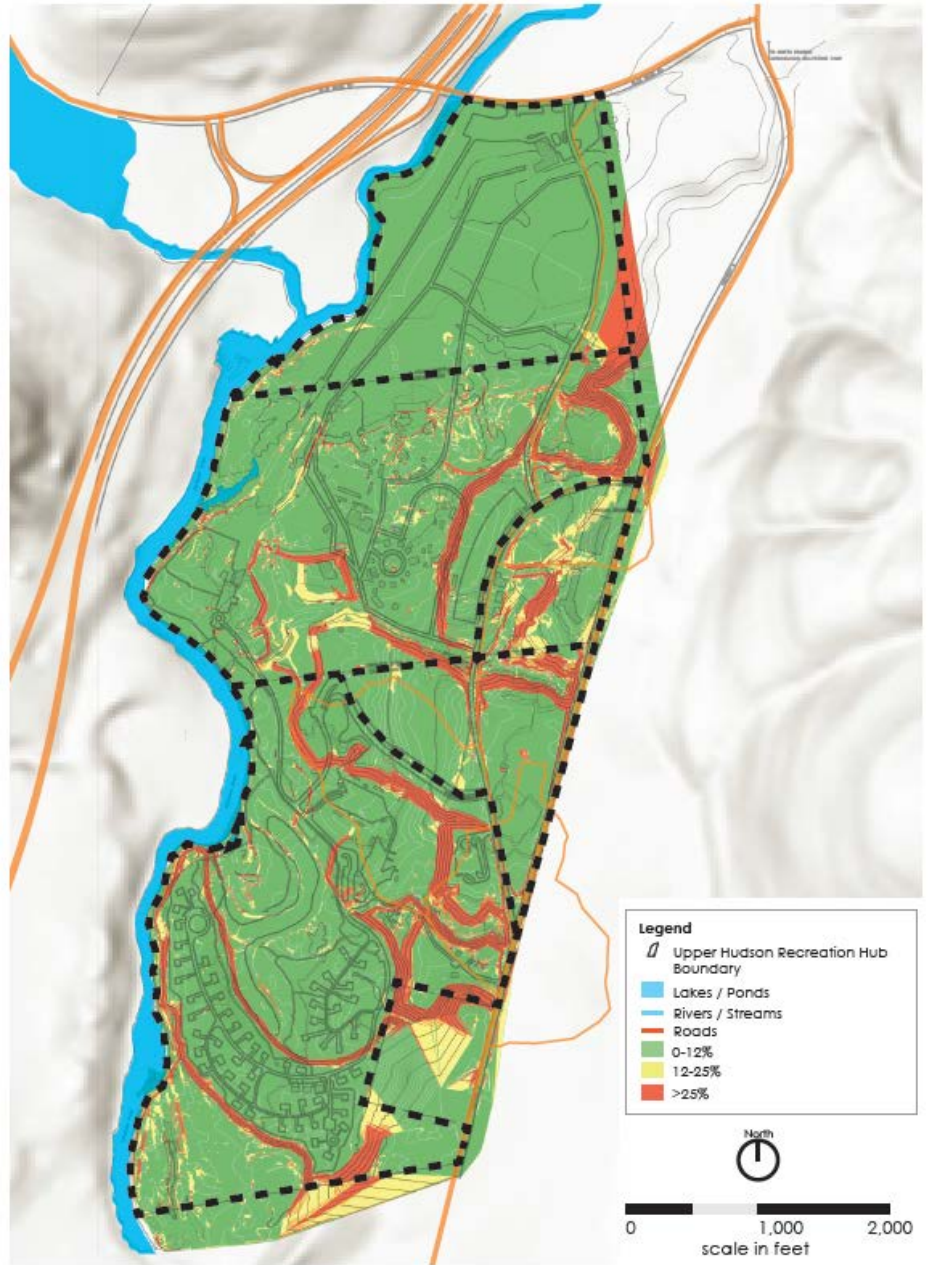 Legend
Upper Hudson Recreation Hub
Boundary
Lakes / Ponds
Rivers / Streams
Roads
0-12%
12-25%
>25%
North
0
1,000
2,000
scale in feet